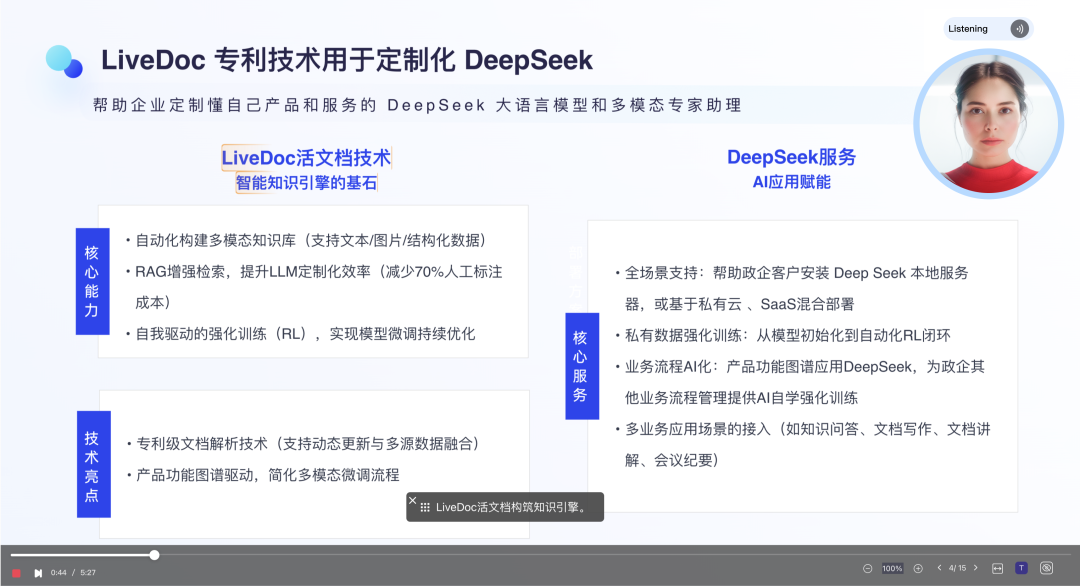 Listening
LiveDoc 专利技术用于定制化 DeepSeek
帮助企业定制懂自己产品和服务的 DeepSeek 大语言模型和多模态专家助理
LiveDoc活文档技术
智能知识引擎的基石
核心能力
• 自动化构建多模态知识库（支持文本/图片/结构化数据）
• RAG增强检索，提升LLM定制化效率（减少70%人工标注
成本）
• 自我驱动的强化训练（RL），实现模型微调持续优化
技术亮点
• 专利级文档解析技术（支持动态更新与多源数据融合）
• 产品功能图谱驱动，简化多模态微调流程
DeepSeek服务
AI应用赋能
核心服务
• 全场景支持：帮助政企客户安装 Deep Seek 本地服务
器，或基于私有云 、SaaS混合部署
• 私有数据强化训练：从模型初始化到自动化RL闭环
• 业务流程AI化：产品功能图谱应用DeepSeek，为政企其
他业务流程管理提供AI自学强化训练
• 多业务应用场景的接入（如知识问答、文档写作、文档讲
解、会议纪要）
LiveDoc活文档构筑知识引擎。
0:44 / 5:27
100%
4/ 15
T